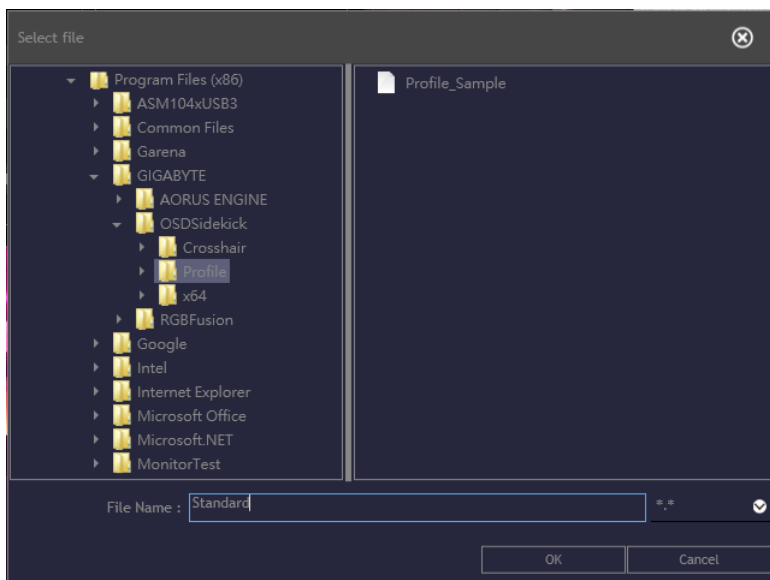 Select file
Program Files (x86)
ASM104xUSB3
Common Files
Garena
GIGABYTE
AORUS ENGINE
OSDSidekick
Crosshair
Profile
x64
RGBFusion
Google
Intel
Internet Explorer
Microsoft Office
Microsoft.NET
MonitorTest
Profile_Sample
File Name : Standard *.*
OK Cancel